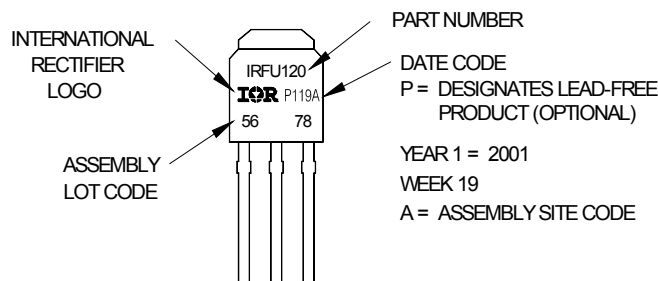 INTERNATIONAL
RECTIFIER
LOGO
ASSEMBLY
LOT CODE
IRFU120
IOR P119A
56 78
PART NUMBER
DATE CODE
P = DESIGNATES LEAD-FREE
PRODUCT (OPTIONAL)
YEAR 1 = 2001
WEEK 19
A = ASSEMBLY SITE CODE